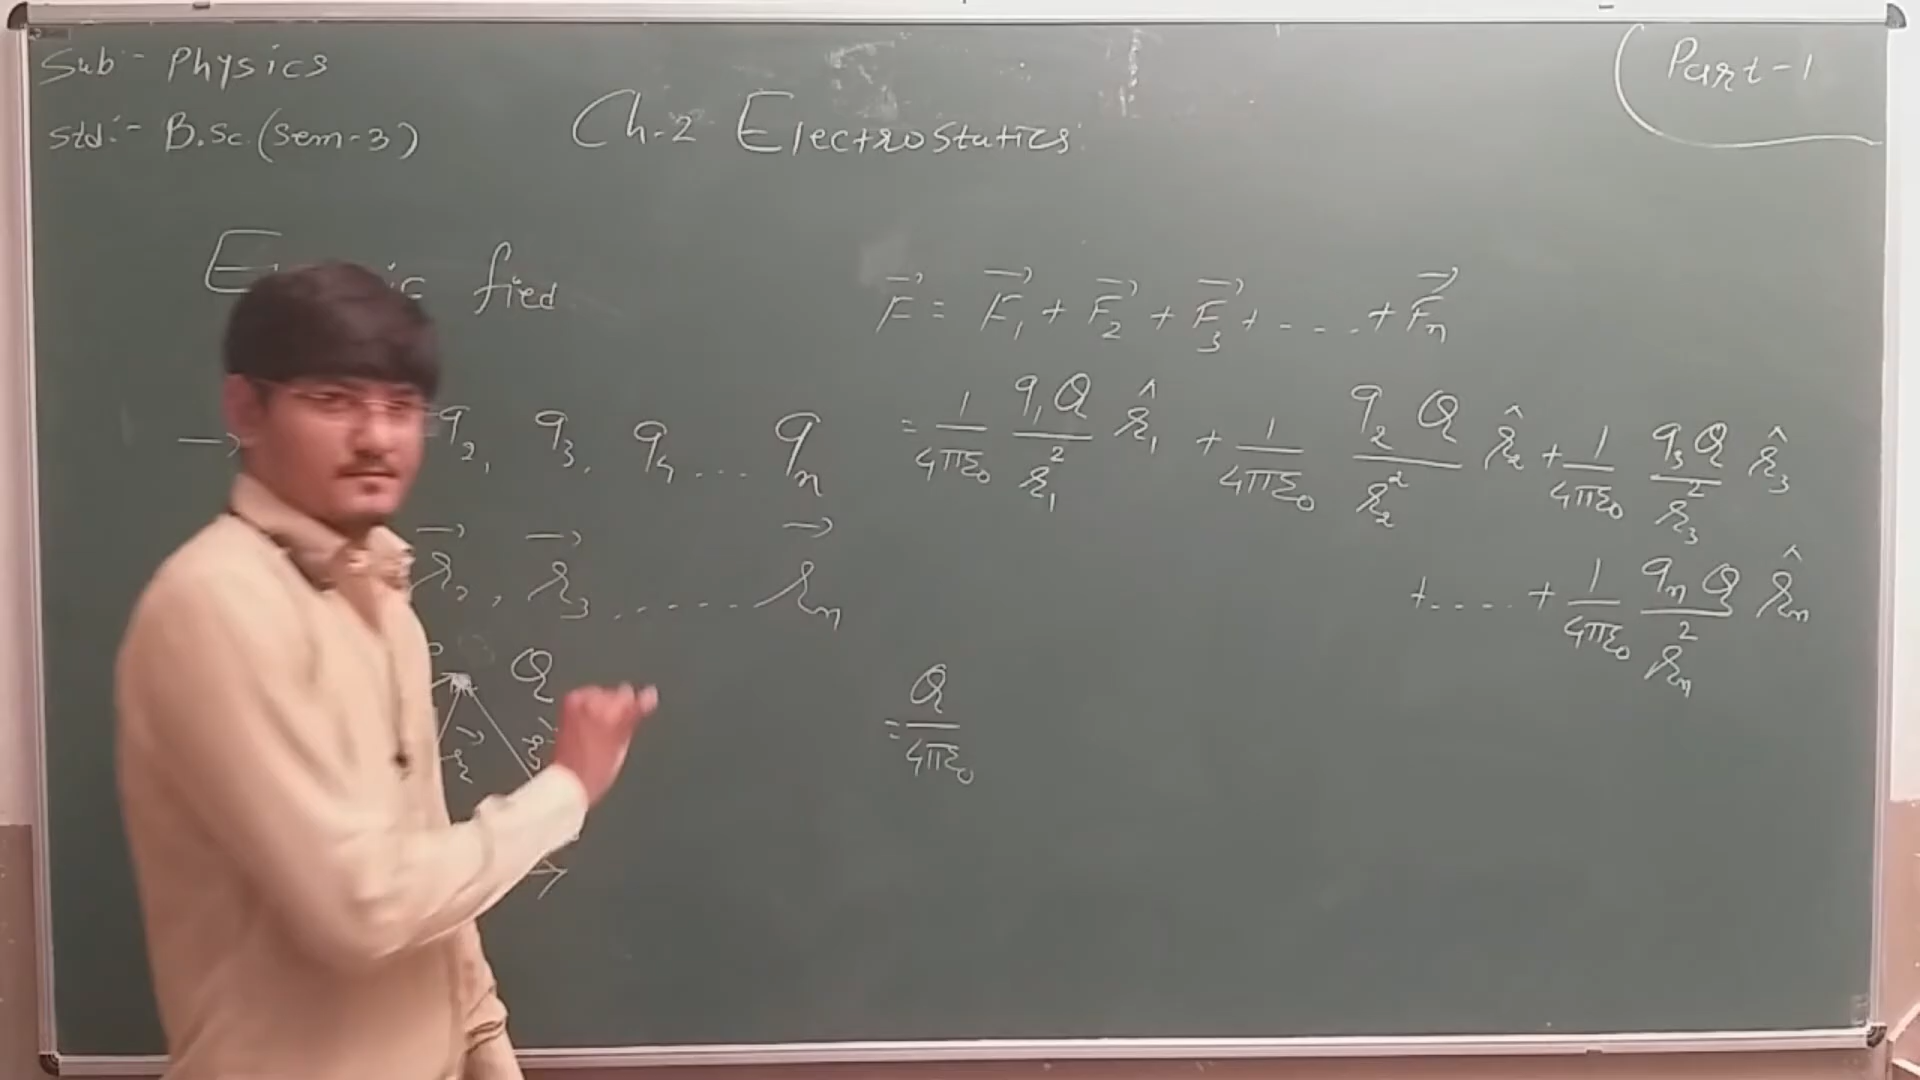 Sub:- Physics
Std:- B.Sc. (Sem-3)
Ch-2 Electrostatics
Part-1
fied
q₂, q₃, q₄ ... qₙ
r⃗₂, r⃗₃ ...... r⃗ₙ
Q
r⃗
F⃗ = F⃗₁ + F⃗₂ + F⃗₃ + .... + F⃗ₙ
= 1/4πε₀ q₁Q/r₁² r̂₁ + 1/4πε₀ q₂Q/r₂² r̂₂ + 1/4πε₀ q₃Q/r₃² r̂₃
+ .... + 1/4πε₀ qₙQ/rₙ² r̂ₙ
= Q/4πε₀